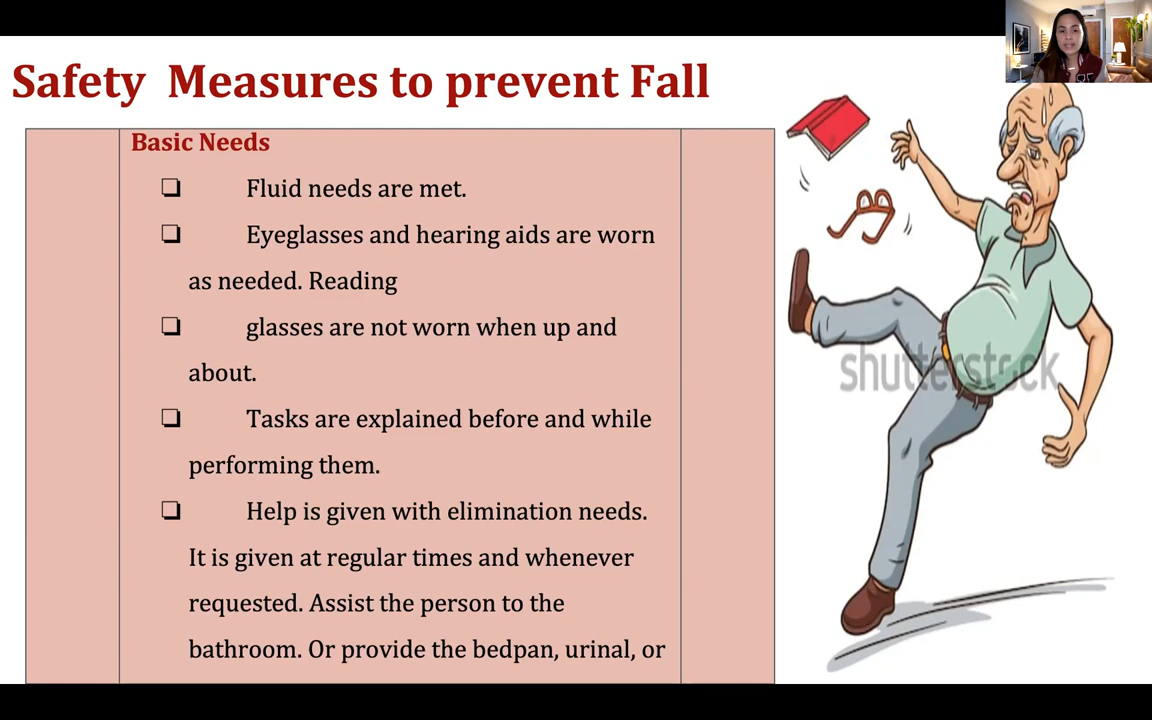 Safety Measures to prevent Fall
Basic Needs
❏ Fluid needs are met.
❏ Eyeglasses and hearing aids are worn
as needed. Reading
❏ glasses are not worn when up and
about.
❏ Tasks are explained before and while
performing them.
❏ Help is given with elimination needs.
It is given at regular times and whenever
requested. Assist the person to the
bathroom. Or provide the bedpan, urinal, or
shutterstock